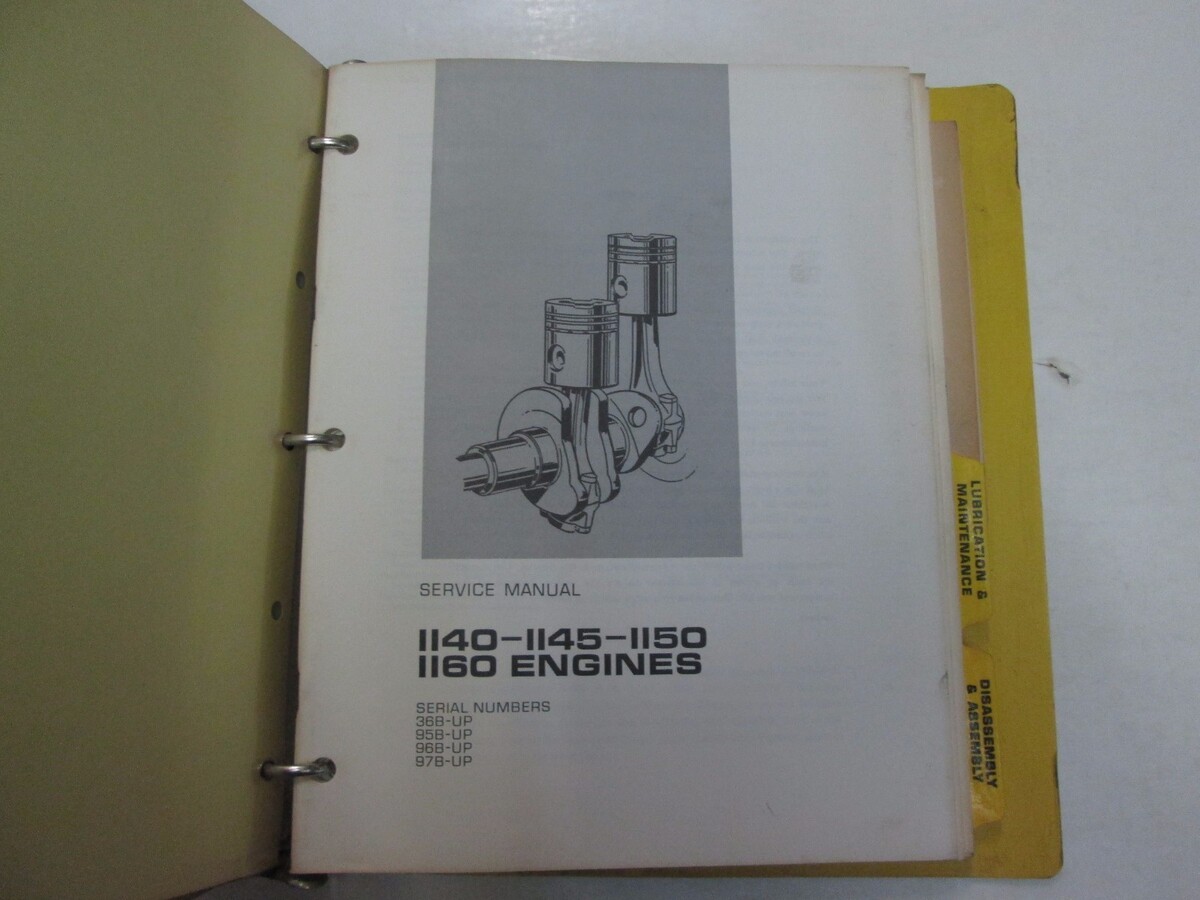 SERVICE MANUAL
1140-1145-1150
1160 ENGINES
SERIAL NUMBERS
36B-UP
95B-UP
96B-UP
97B-UP
LUBRICATION &
MAINTENANCE
DISASSEMBLY
& ASSEMBLY